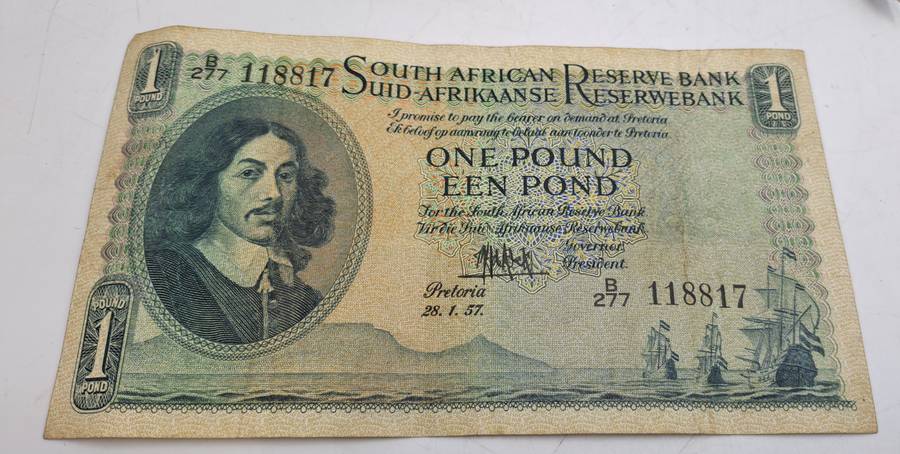 1
POUND
B/277 118817
SOUTH AFRICAN RESERVE BANK
SUID-AFRIKAANSE RESERWEBANK
1
POND
I promise to pay the bearer on demand at Pretoria
Ek beloof op aanvraag te betaal aan toonder te Pretoria
ONE POUND
EEN POND
For the South African Reserve Bank
Vir die Suid-Afrikaanse Reserwebank
Governor.
President.
Pretoria
28. 1. 57.
B/277 118817
POUND
1
POND